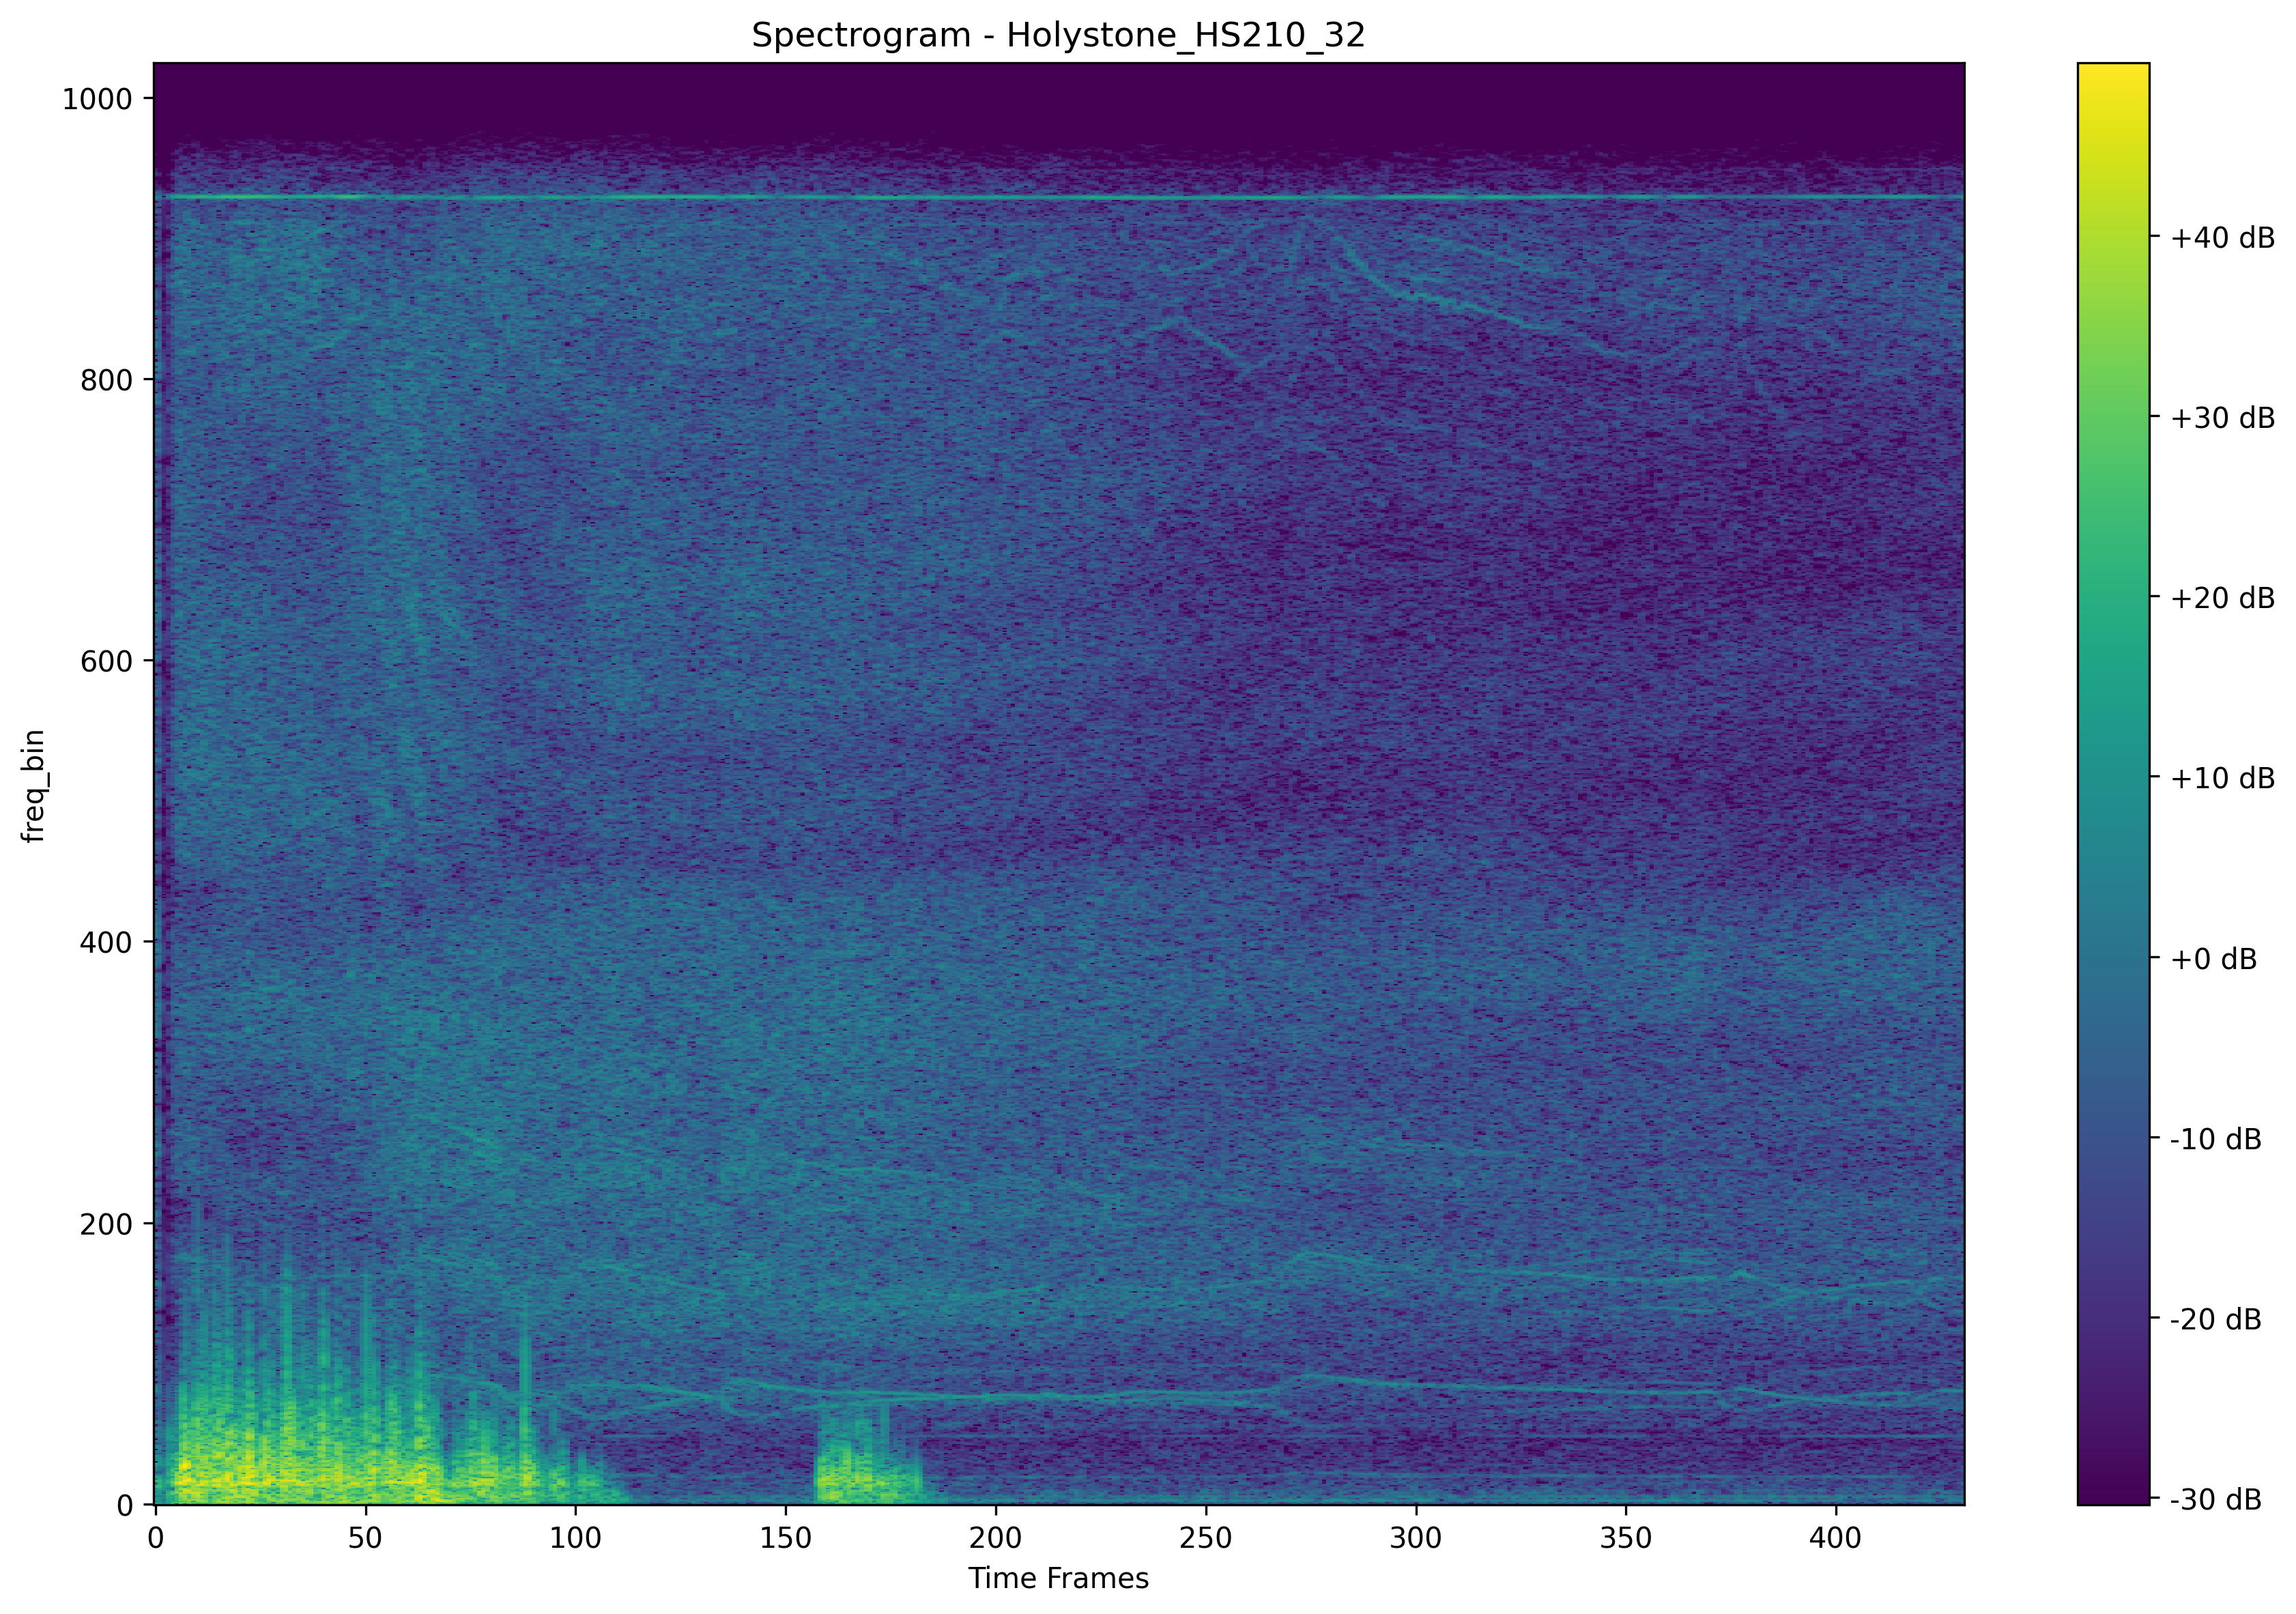 Spectrogram - Holystone_HS210_32
freq_bin
1000
800
600
400
200
0
0 50 100 150 200 250 300 350 400
Time Frames
+40 dB
+30 dB
+20 dB
+10 dB
+0 dB
-10 dB
-20 dB
-30 dB